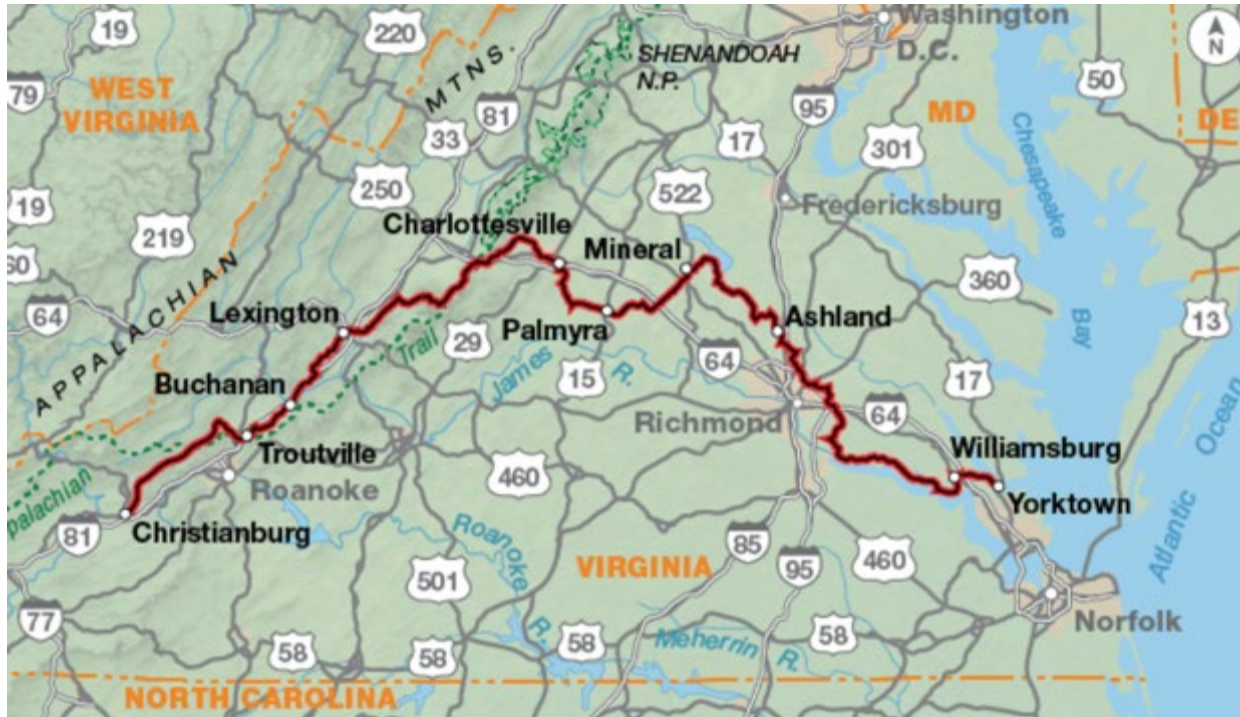 19
220
SHENANDOAH
N.P.
Washington
D.C.
N
79
WEST
VIRGINIA
MTNS.
81
95
50
MD
DE
33
17
301
Chesapeake
250
522
19
Fredericksburg
219
Charlottesville
Mineral
60
APPALACHIAN
360
64
Lexington
Ashland
Bay
13
Trail
29
Palmyra
James
R.
15
64
17
Buchanan
Richmond
64
Ocean
Troutville
Williamsburg
Roanoke
460
Yorktown
palachian
81
Christianburg
Roanoke
R.
85
Atlantic
VIRGINIA
95
460
501
77
Norfolk
58
58
58
Meherrin
R.
58
NORTH CAROLINA